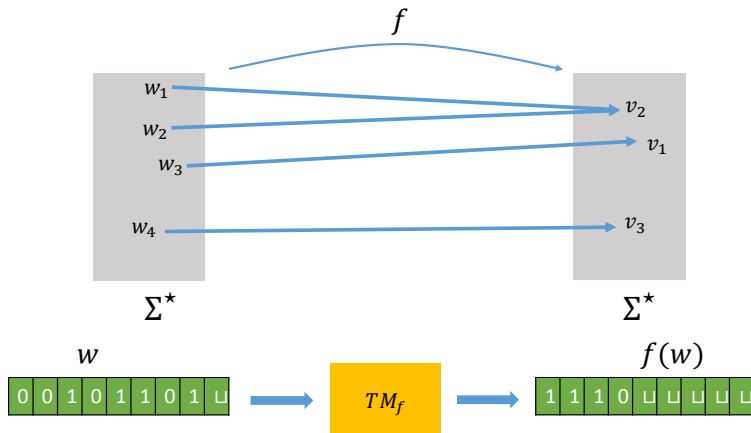 f
w₁
v₂
w₂
v₁
w₃
w₄
v₃
Σ* Σ*
w f(w)
0 0 1 0 1 1 0 1 ⊔ TM_f 1 1 1 0 ⊔ ⊔ ⊔ ⊔ ⊔